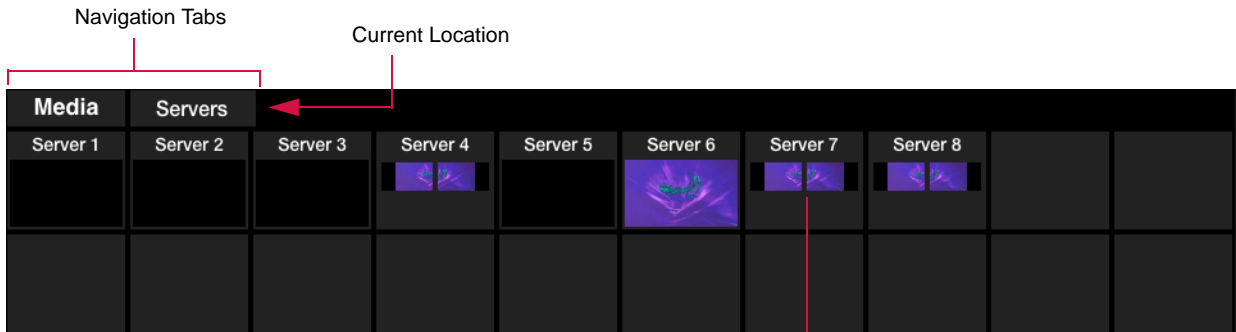 Navigation Tabs
Current Location
Media Servers
Server 1 Server 2 Server 3 Server 4 Server 5 Server 6 Server 7 Server 8